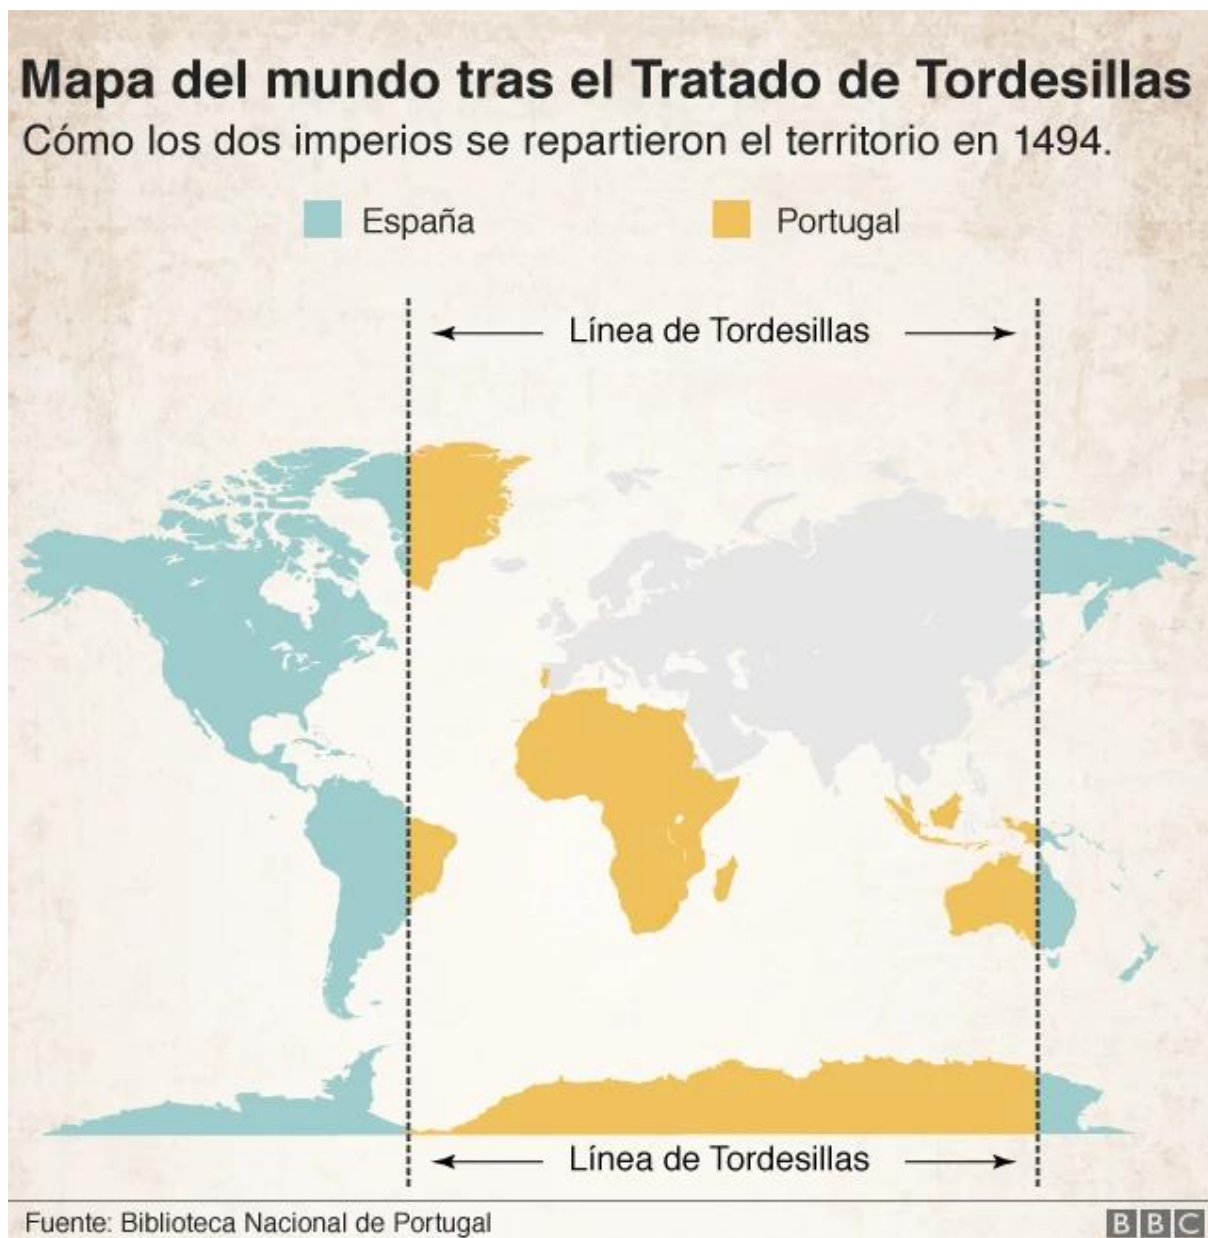 Mapa del mundo tras el Tratado de Tordesillas
Cómo los dos imperios se repartieron el territorio en 1494.
España
Portugal
Línea de Tordesillas
Línea de Tordesillas
Fuente: Biblioteca Nacional de Portugal
BBC